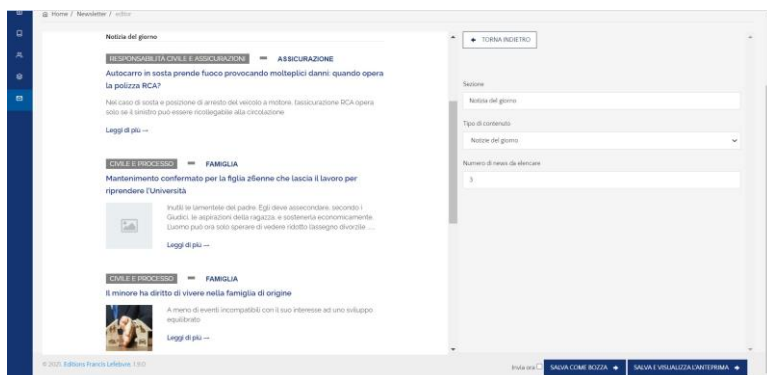 Home / Newsletter / editor
Notizia del giorno
RESPONSABILITÀ CIVILE E ASSICURAZIONI — ASSICURAZIONE
Autocarro in sosta prende fuoco provocando molteplici danni: quando opera
la polizza RCA?
Nel caso di sosta e posizione di arresto del veicolo a motore, l'assicurazione RCA opera
solo se il sinistro può essere ricollegabile alla circolazione
Leggi di più —
CIVILE E PROCESSO — FAMIGLIA
Mantenimento confermato per la figlia 26enne che lascia il lavoro per
riprendere l'Università
Inutili le lamentele del padre. Egli deve assecondare, secondo i
Giudici, le aspirazioni della ragazza, e sostenerla economicamente.
L'uomo può ora solo sperare di vedere ridotto l'assegno divorzile ....
Leggi di più —
CIVILE E PROCESSO — FAMIGLIA
Il minore ha diritto di vivere nella famiglia di origine
A meno di eventi incompatibili con il suo interesse ad uno sviluppo
equilibrato
Leggi di più —
TORNA INDIETRO
Sezione
Notizia del giorno
Tipo di contenuto
Notizie del giorno
Numero di news da elencare
3
© 2021, Editions Francis Lefebvre. 1.6.0.
Invia ora
SALVA COME BOZZA
SALVA E VISUALIZZA L'ANTEPRIMA